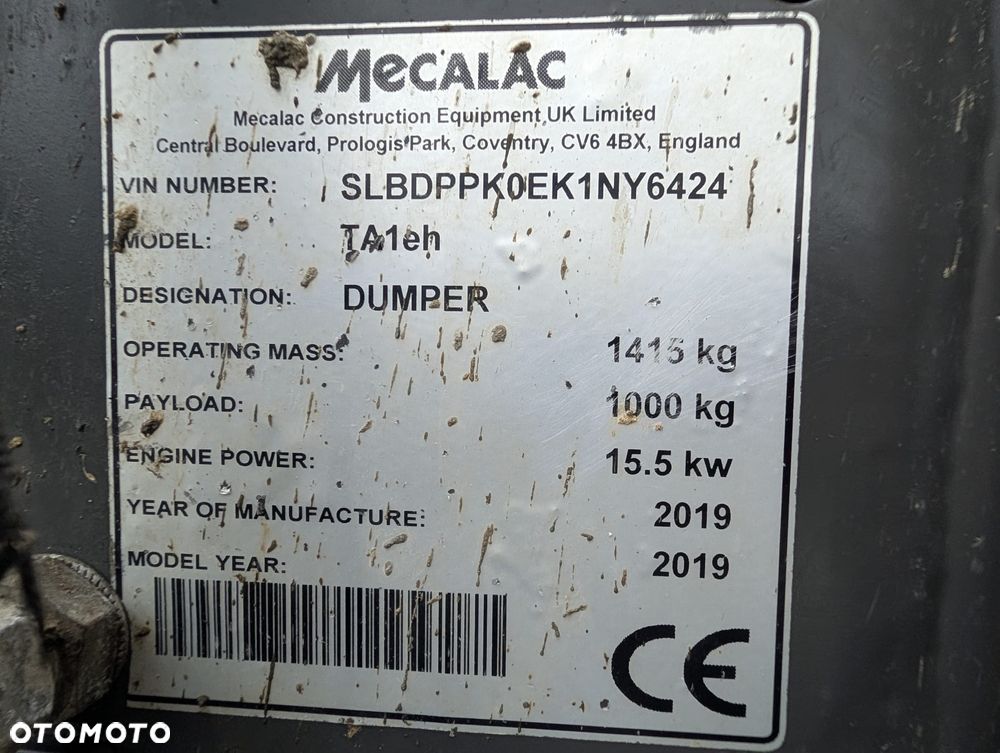 MECALAC
Mecalac Construction Equipment UK Limited
Central Boulevard, Prologis Park, Coventry, CV6 4BX, England
VIN NUMBER: SLBDPPK0EK1NY6424
MODEL: TA1eh
DESIGNATION: DUMPER
OPERATING MASS: 1415 kg
PAYLOAD: 1000 kg
ENGINE POWER: 15.5 kw
YEAR OF MANUFACTURE: 2019
MODEL YEAR: 2019
CE
OTOMOTO